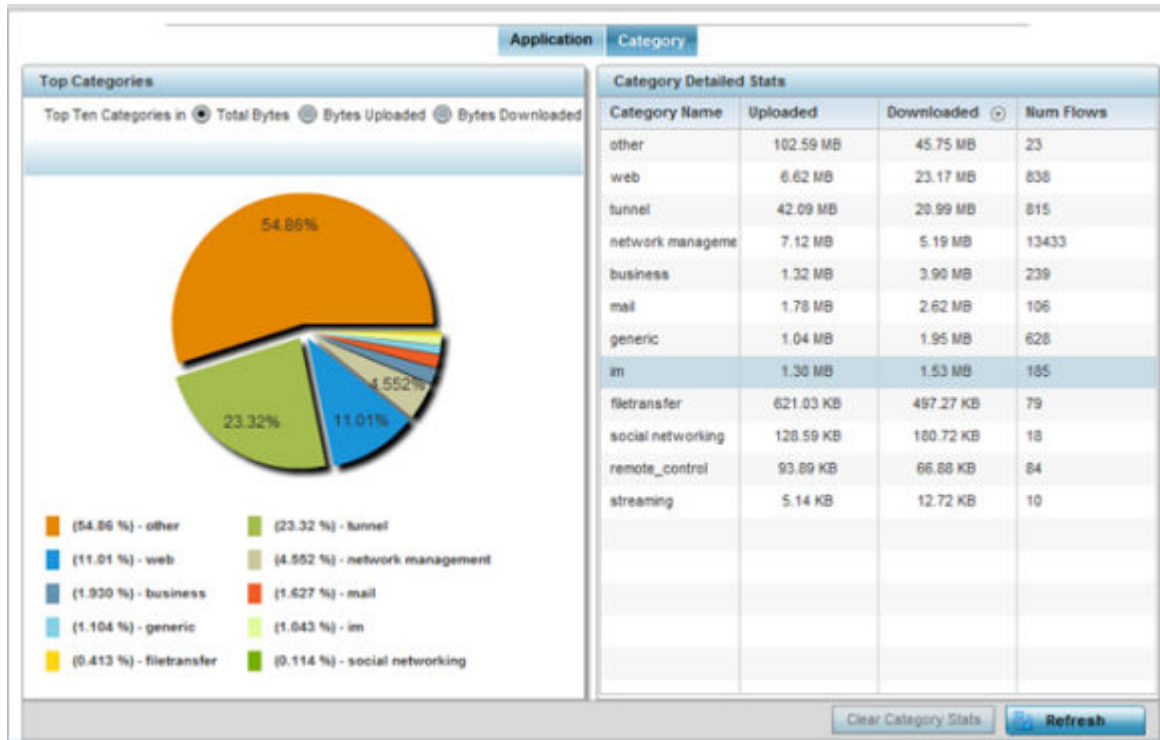 Application Category
Top Categories
Top Ten Categories in Total Bytes Bytes Uploaded Bytes Downloaded
54.86%
4.552%
23.32% 11.01%
(54.86 %) - other (23.32 %) - tunnel
(11.01 %) - web (4.552 %) - network management
(1.930 %) - business (1.627 %) - mail
(1.104 %) - generic (1.043 %) - im
(0.413 %) - filetransfer (0.114 %) - social networking
Category Detailed Stats
Category Name Uploaded Downloaded Num Flows
other 102.59 MB 45.75 MB 23
web 6.62 MB 23.17 MB 838
tunnel 42.09 MB 20.99 MB 815
network manageme 7.12 MB 5.19 MB 13433
business 1.32 MB 3.90 MB 239
mail 1.78 MB 2.62 MB 106
generic 1.04 MB 1.95 MB 628
im 1.30 MB 1.53 MB 185
filetransfer 621.03 KB 497.27 KB 79
social networking 128.59 KB 180.72 KB 18
remote_control 93.89 KB 66.88 KB 84
streaming 5.14 KB 12.72 KB 10
Clear Category Stats Refresh